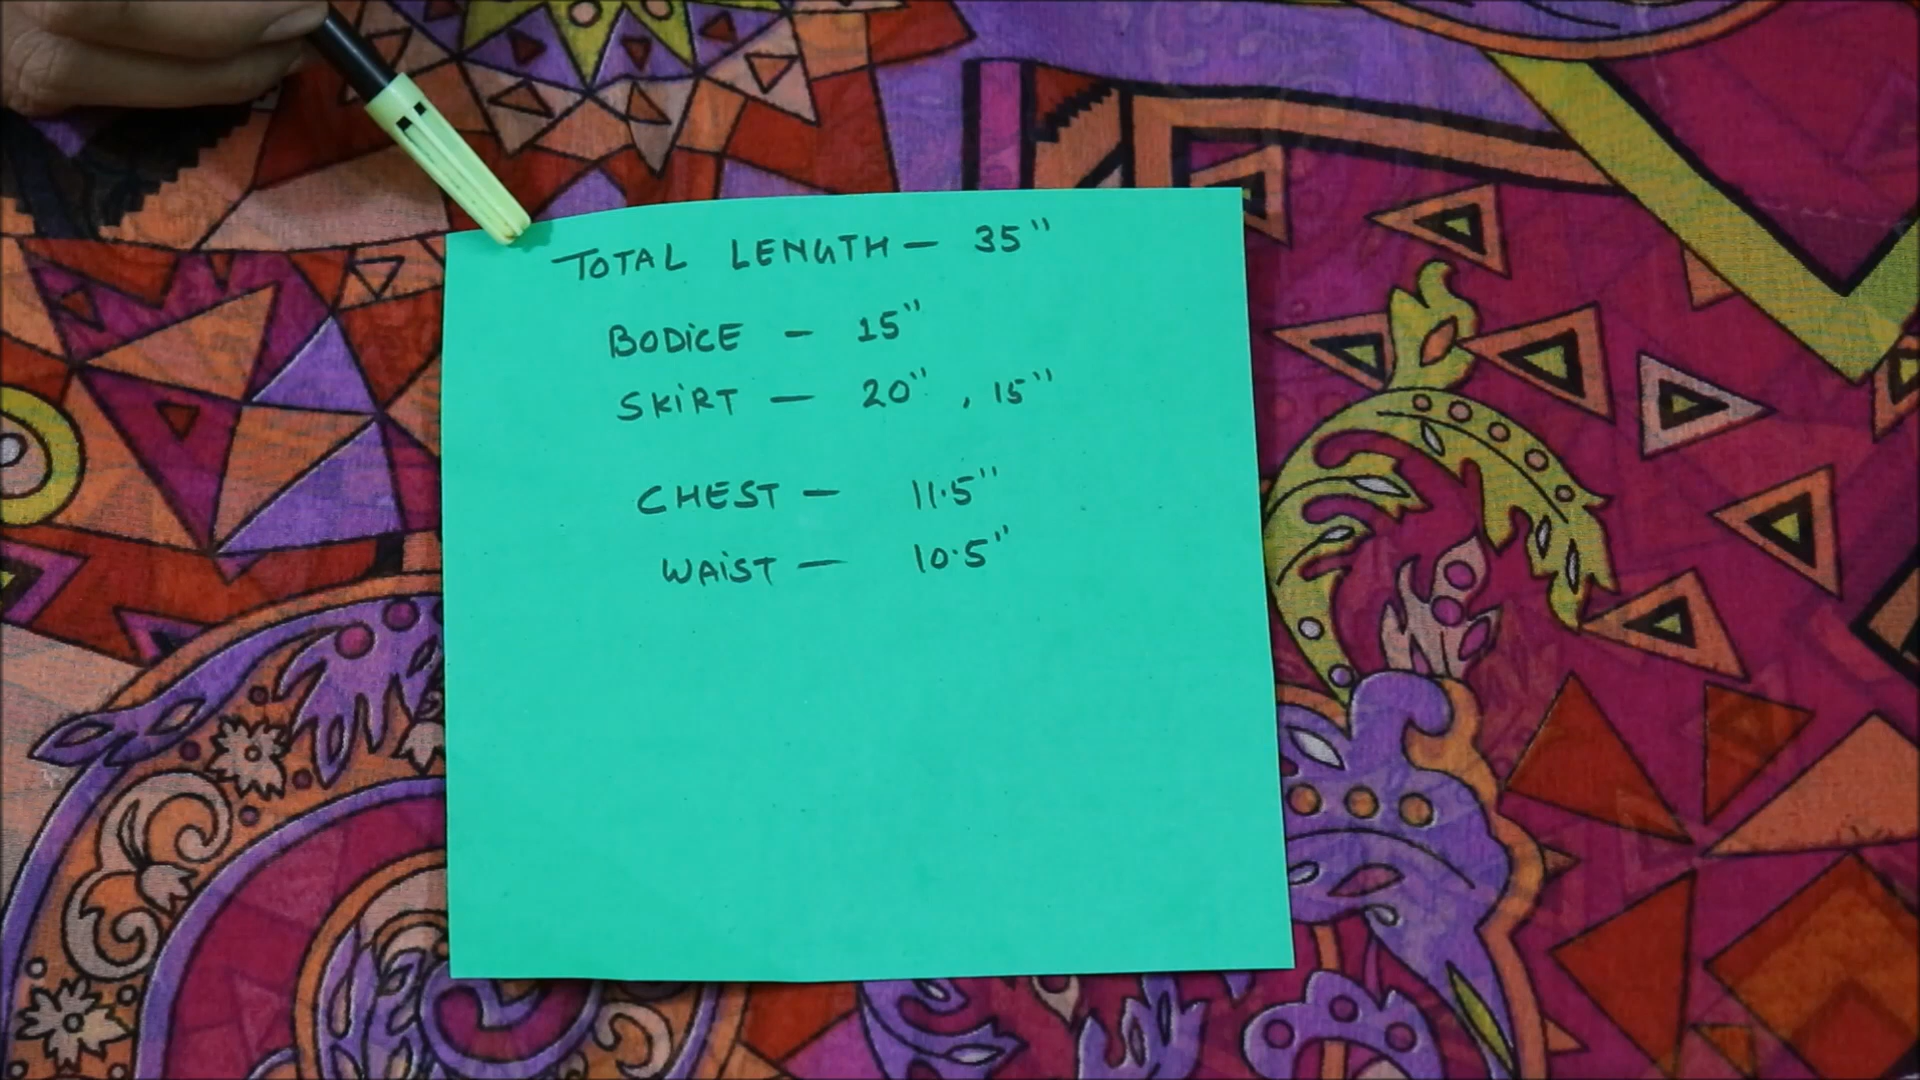 TOTAL LENGTH — 35"
BODiCE — 15"
SKiRT — 20" , 15"
CHEST — 11.5"
WAiST — 10.5"